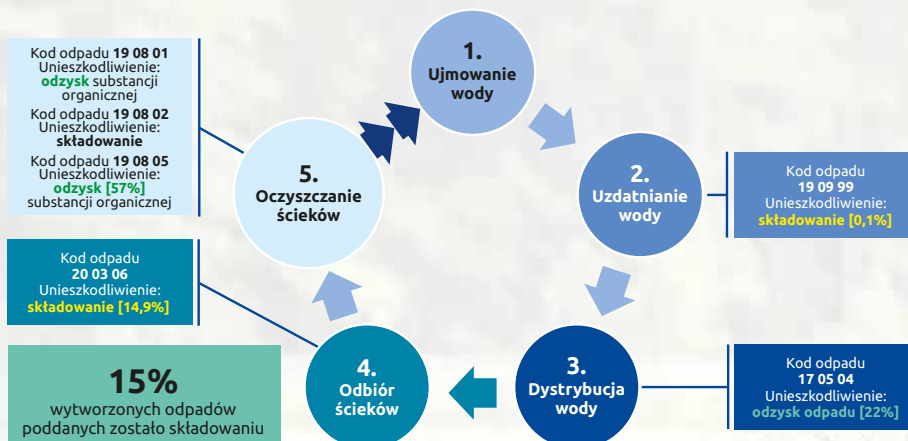 1.
Ujmowanie
wody
2.
Uzdatnianie
wody
Kod odpadu
19 09 99
Unieszkodliwienie:
składowanie [0,1%]
3.
Dystrybucja
wody
Kod odpadu
17 05 04
Unieszkodliwienie:
odzysk odpadu [22%]
4.
Odbiór
ścieków
Kod odpadu
20 03 06
Unieszkodliwienie:
składowanie [14,9%]
5.
Oczyszczanie
ścieków
Kod odpadu 19 08 01
Unieszkodliwienie:
odzysk substancji
organicznej
Kod odpadu 19 08 02
Unieszkodliwienie:
składowanie
Kod odpadu 19 08 05
Unieszkodliwienie:
odzysk [57%]
substancji organicznej
15%
wytworzonych odpadów
poddanych zostało składowaniu